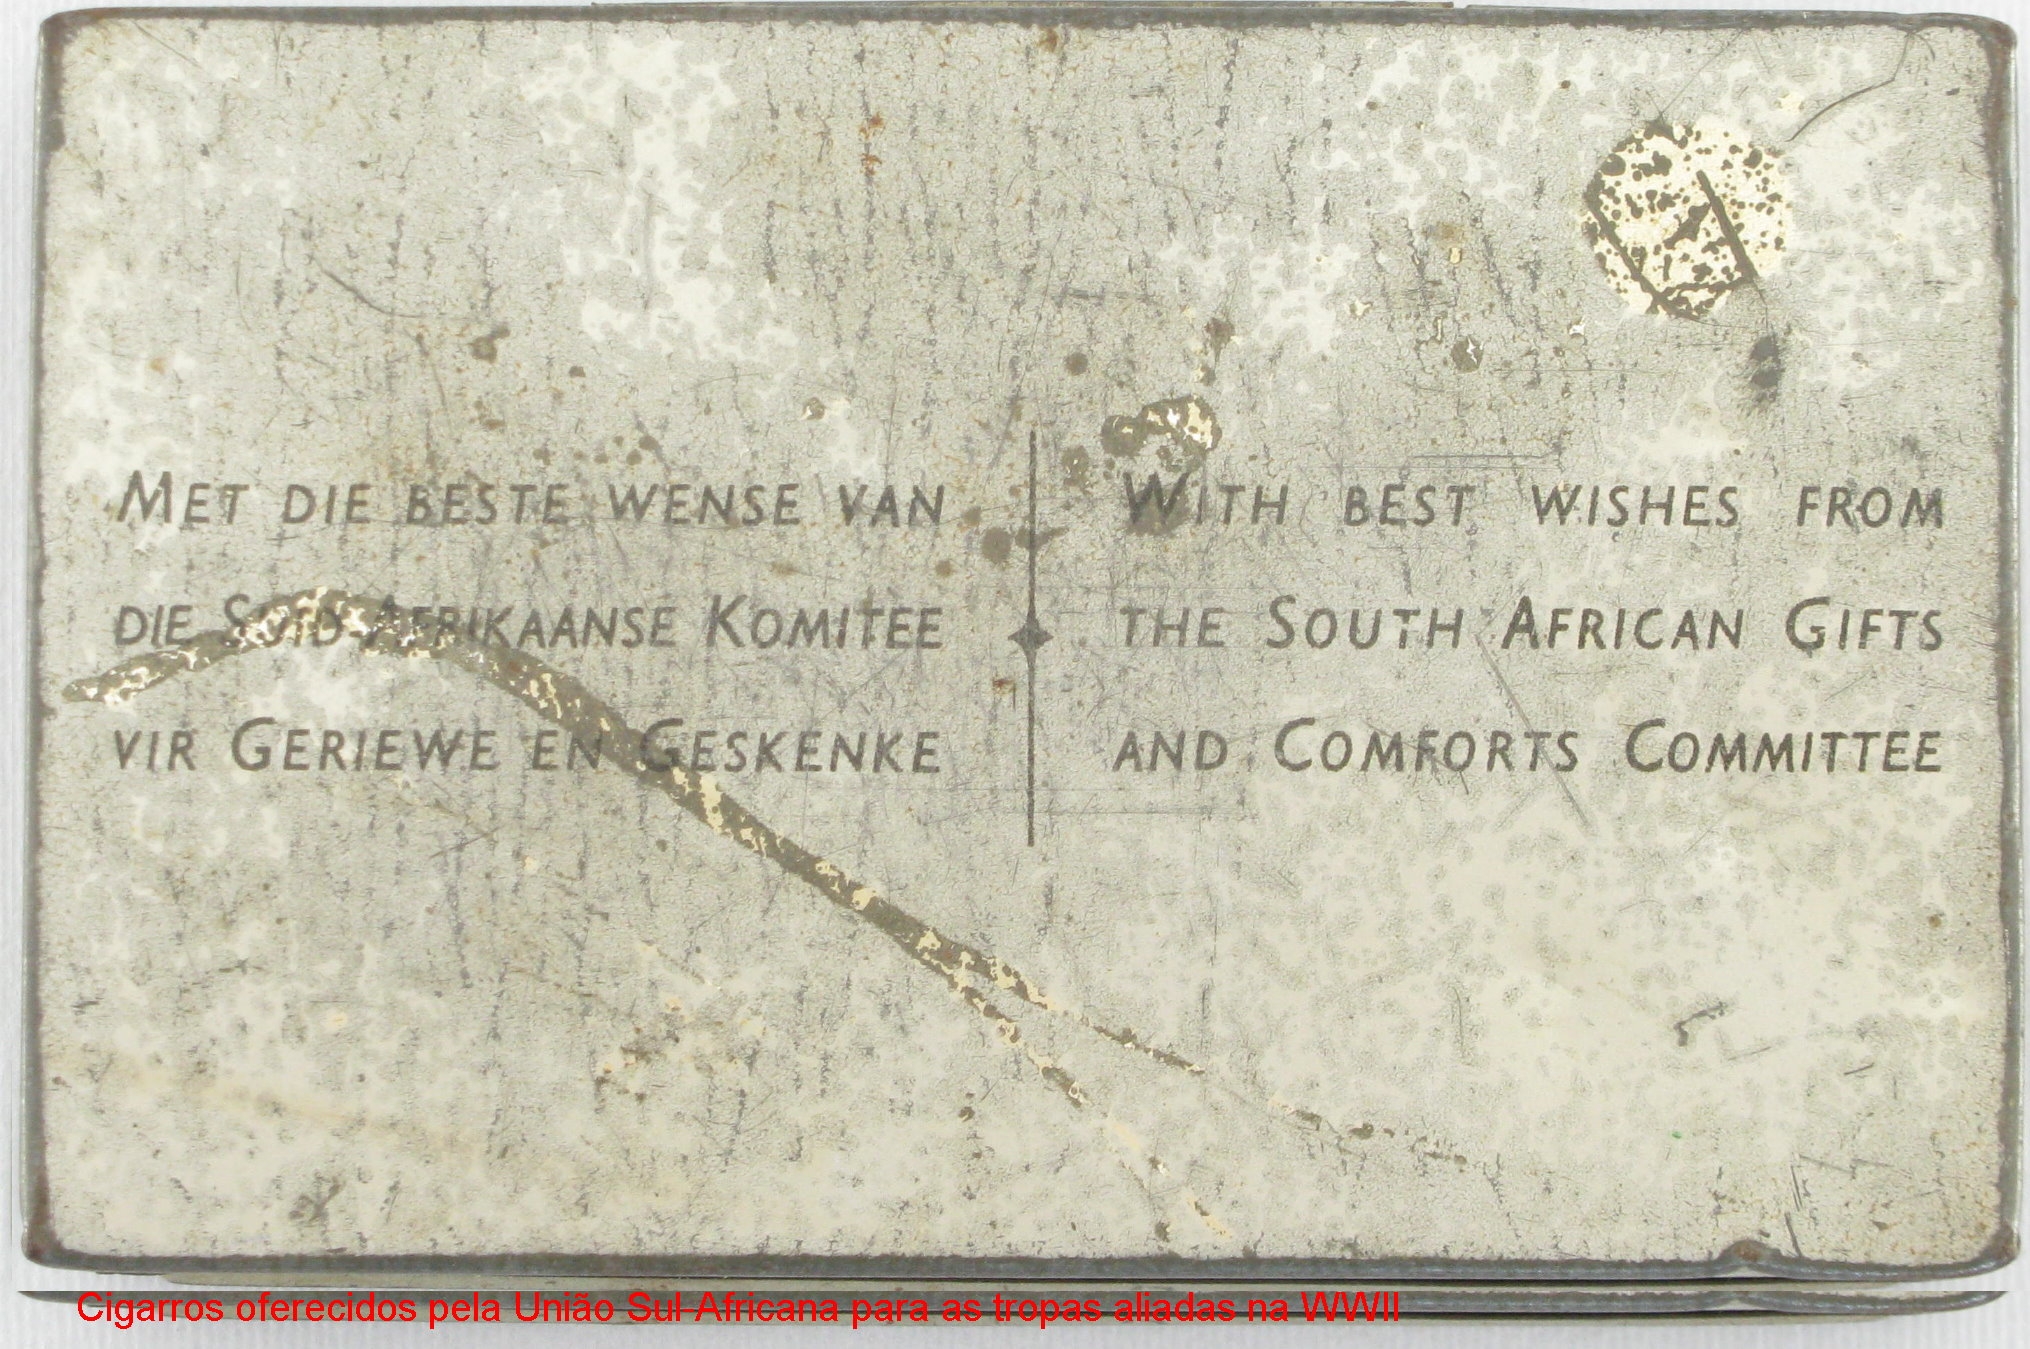 Met die beste wense van
die Suid-Afrikaanse Komitee
vir Geriewe en Geskenke
With best wishes from
the South African Gifts
and Comforts Committee
Cigarros oferecidos pela União Sul-Africana para as tropas aliadas na WWII